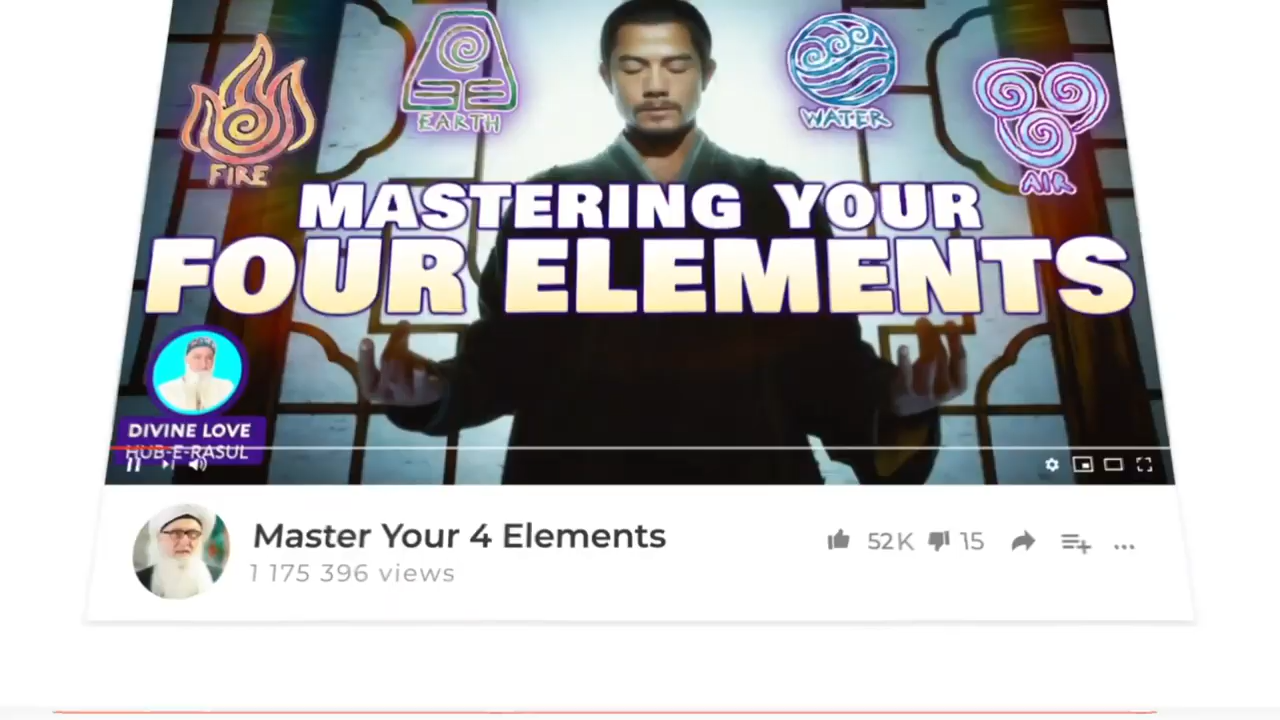 FIRE
EARTH
WATER
AIR
MASTERING YOUR
FOUR ELEMENTS
DIVINE LOVE
HUB-E-RASUL
Master Your 4 Elements
1 175 396 views
52K
15